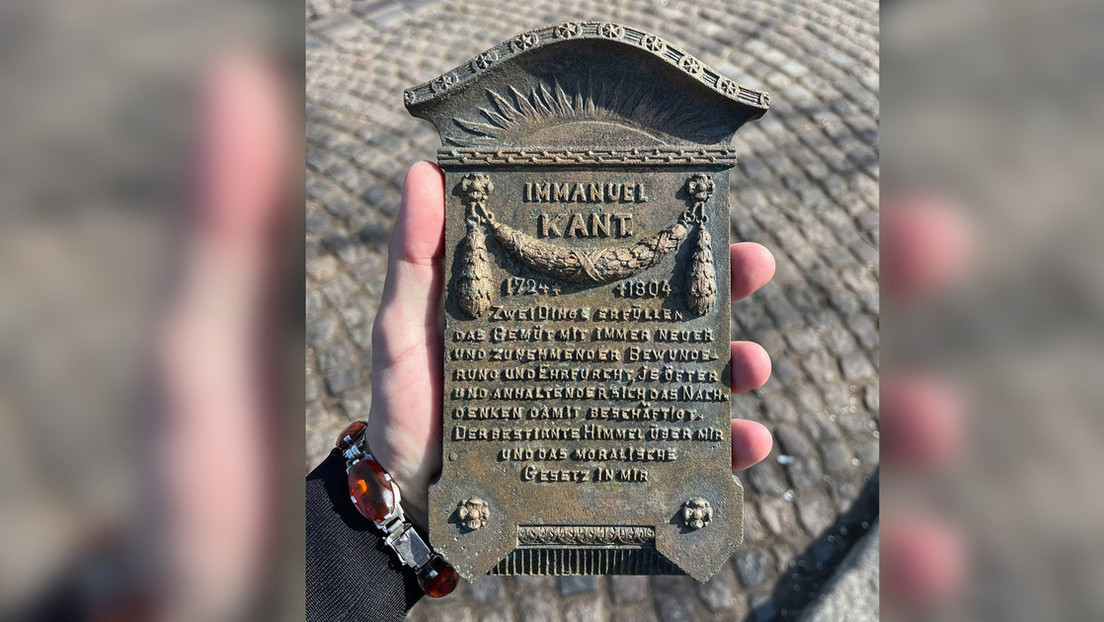 IMMANUEL
KANT.
1724 1804
ZWEI DINGE ERFÜLLEN
DAS GEMÜT MIT IMMER NEUER
UND ZUNEHMENDER BEWUNDE-
RUNG UND EHRFURCHT, JE ÖFTER
UND ANHALTENDER SICH DAS NACH-
DENKEN DAMIT BESCHÄFTIGT.
DER BESTIRNTE HIMMEL ÜBER MIR
UND DAS MORALISCHE
GESETZ IN MIR